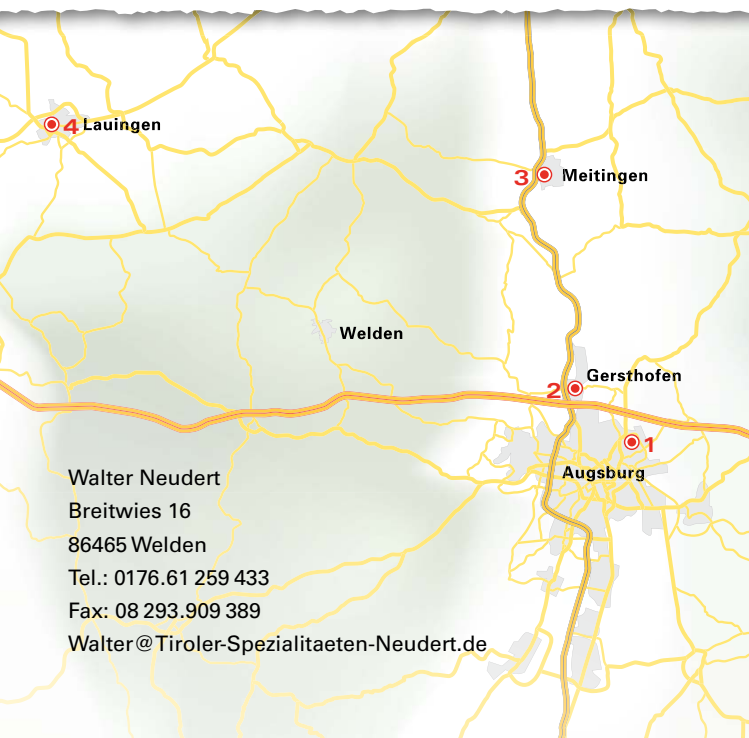 4 Lauingen
3 Meitingen
Welden
Gersthofen
2
1
Augsburg
Walter Neudert
Breitwies 16
86465 Welden
Tel.: 0176.61 259 433
Fax: 08 293.909 389
Walter@Tiroler-Spezialitaeten-Neudert.de